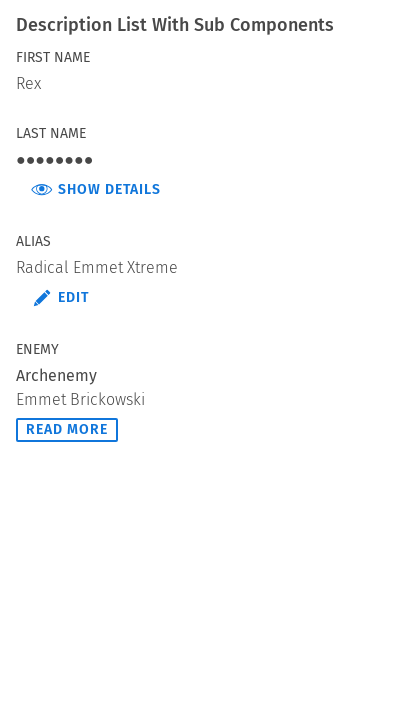 Description List With Sub Components
FIRST NAME
Rex
LAST NAME
●●●●●●●●
SHOW DETAILS
ALIAS
Radical Emmet Xtreme
EDIT
ENEMY
Archenemy
Emmet Brickowski
READ MORE